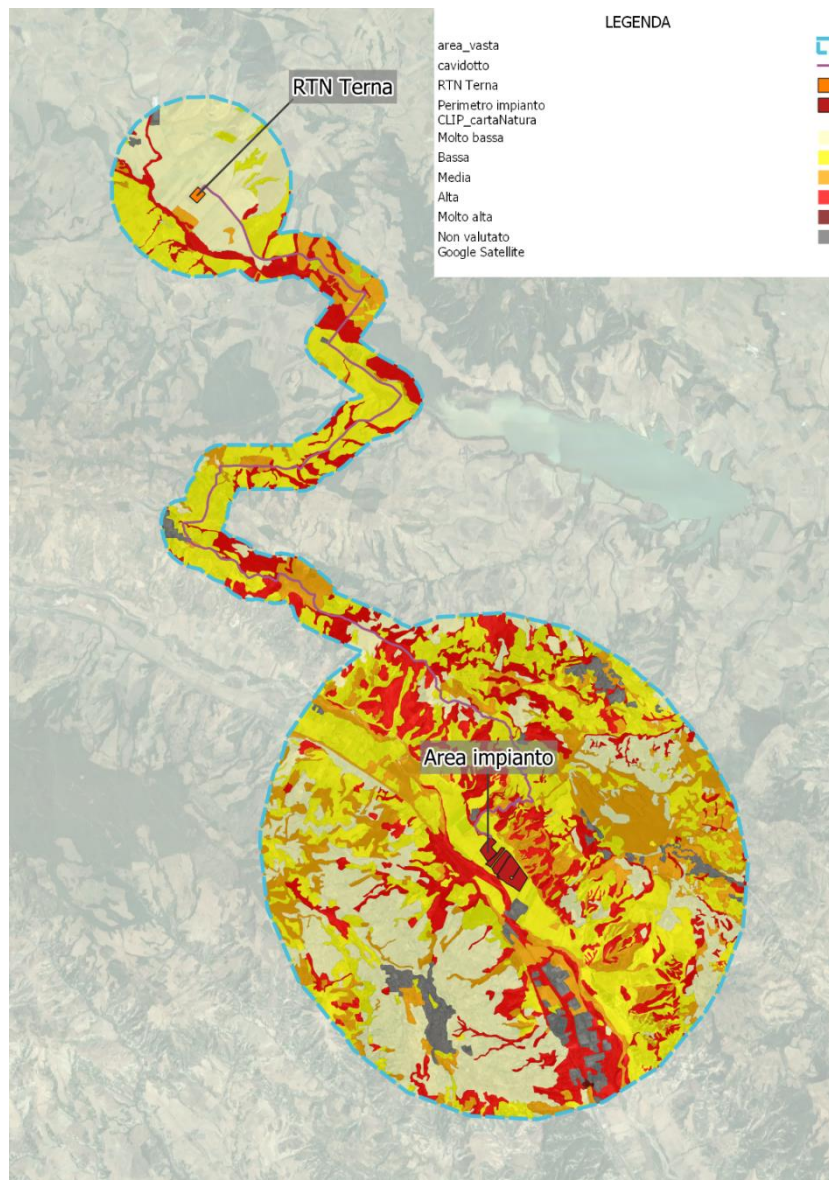 LEGENDA
area_vasta
cavidotto
RTN Terna
Perimetro impianto
CLIP_cartaNatura
Molto bassa
Bassa
Media
Alta
Molto alta
Non valutato
Google Satellite
RTN Terna
Area impianto